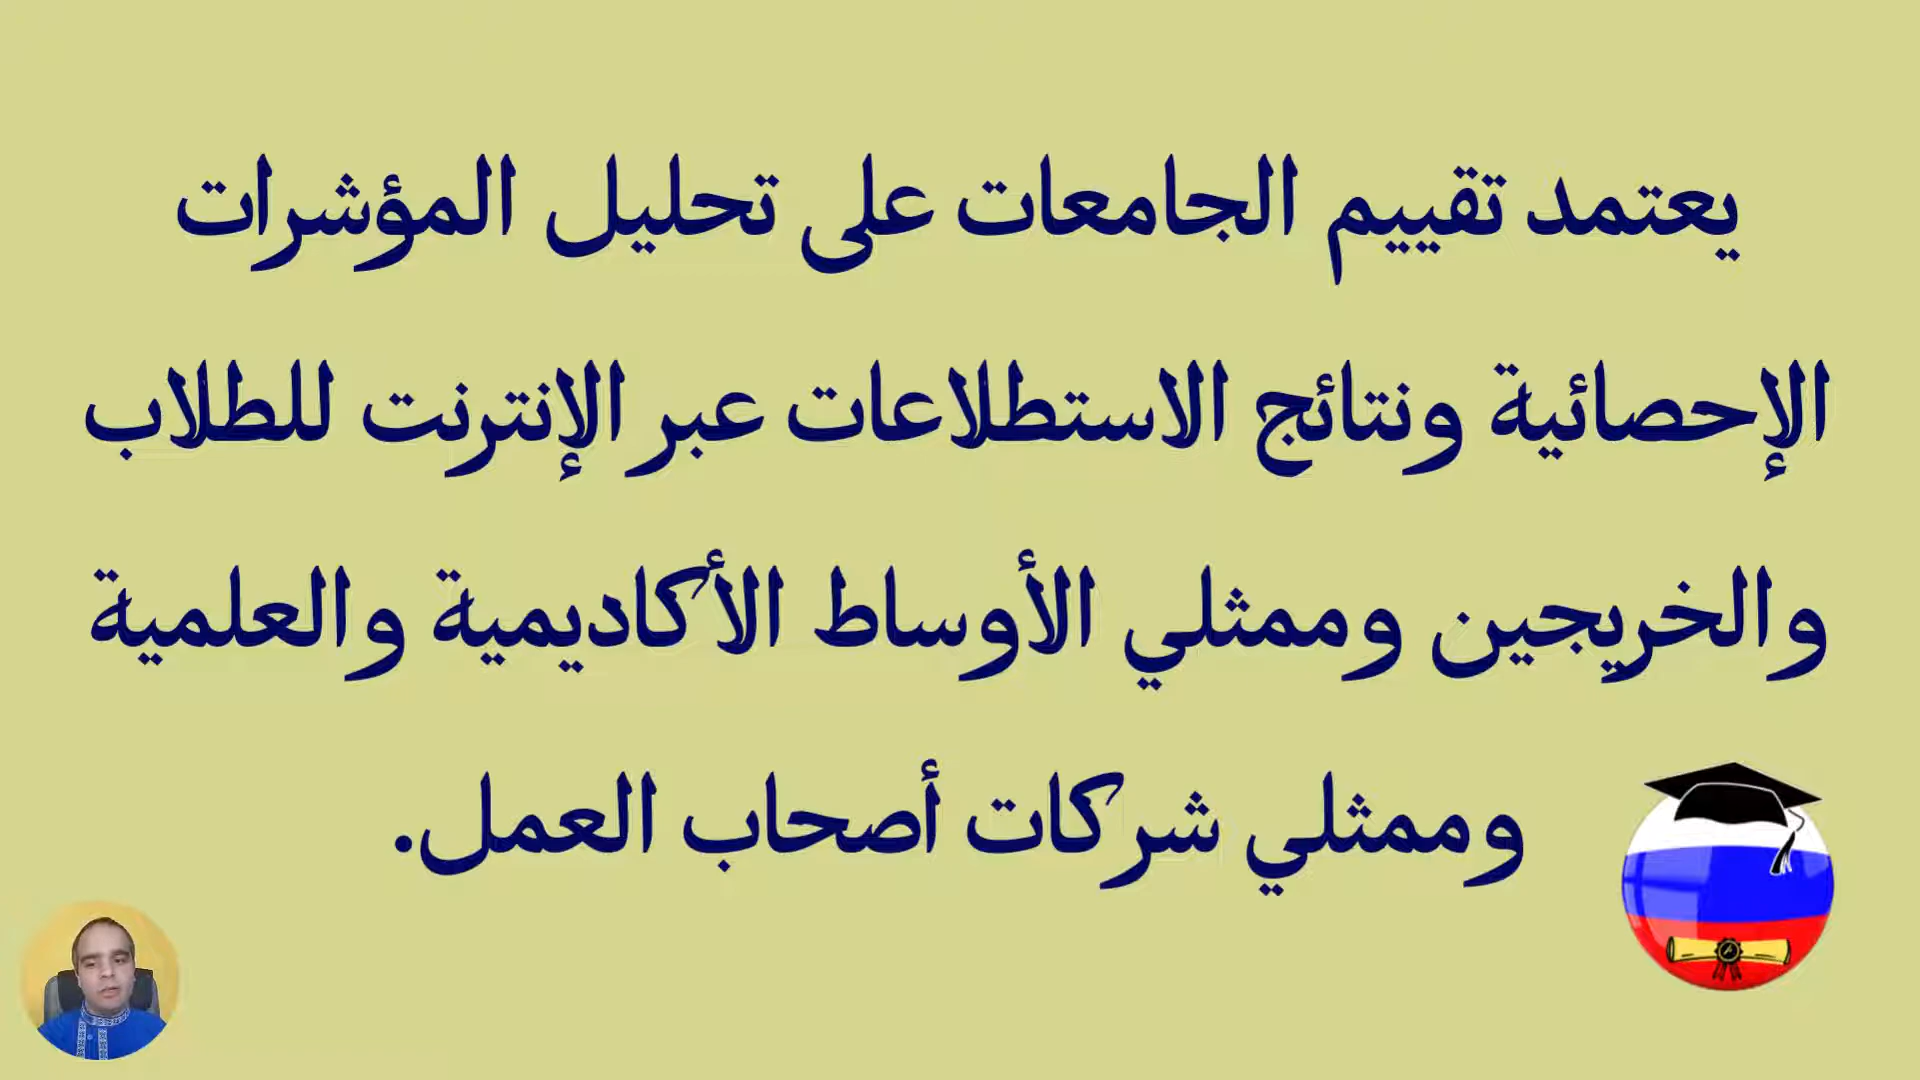 يعتمد تقييم الجامعات على تحليل المؤشرات
الإحصائية ونتائج الاستطلاعات عبر الإنترنت للطلاب
والخريجين وممثلي الأوساط الأكاديمية والعلمية
وممثلي شركات أصحاب العمل.